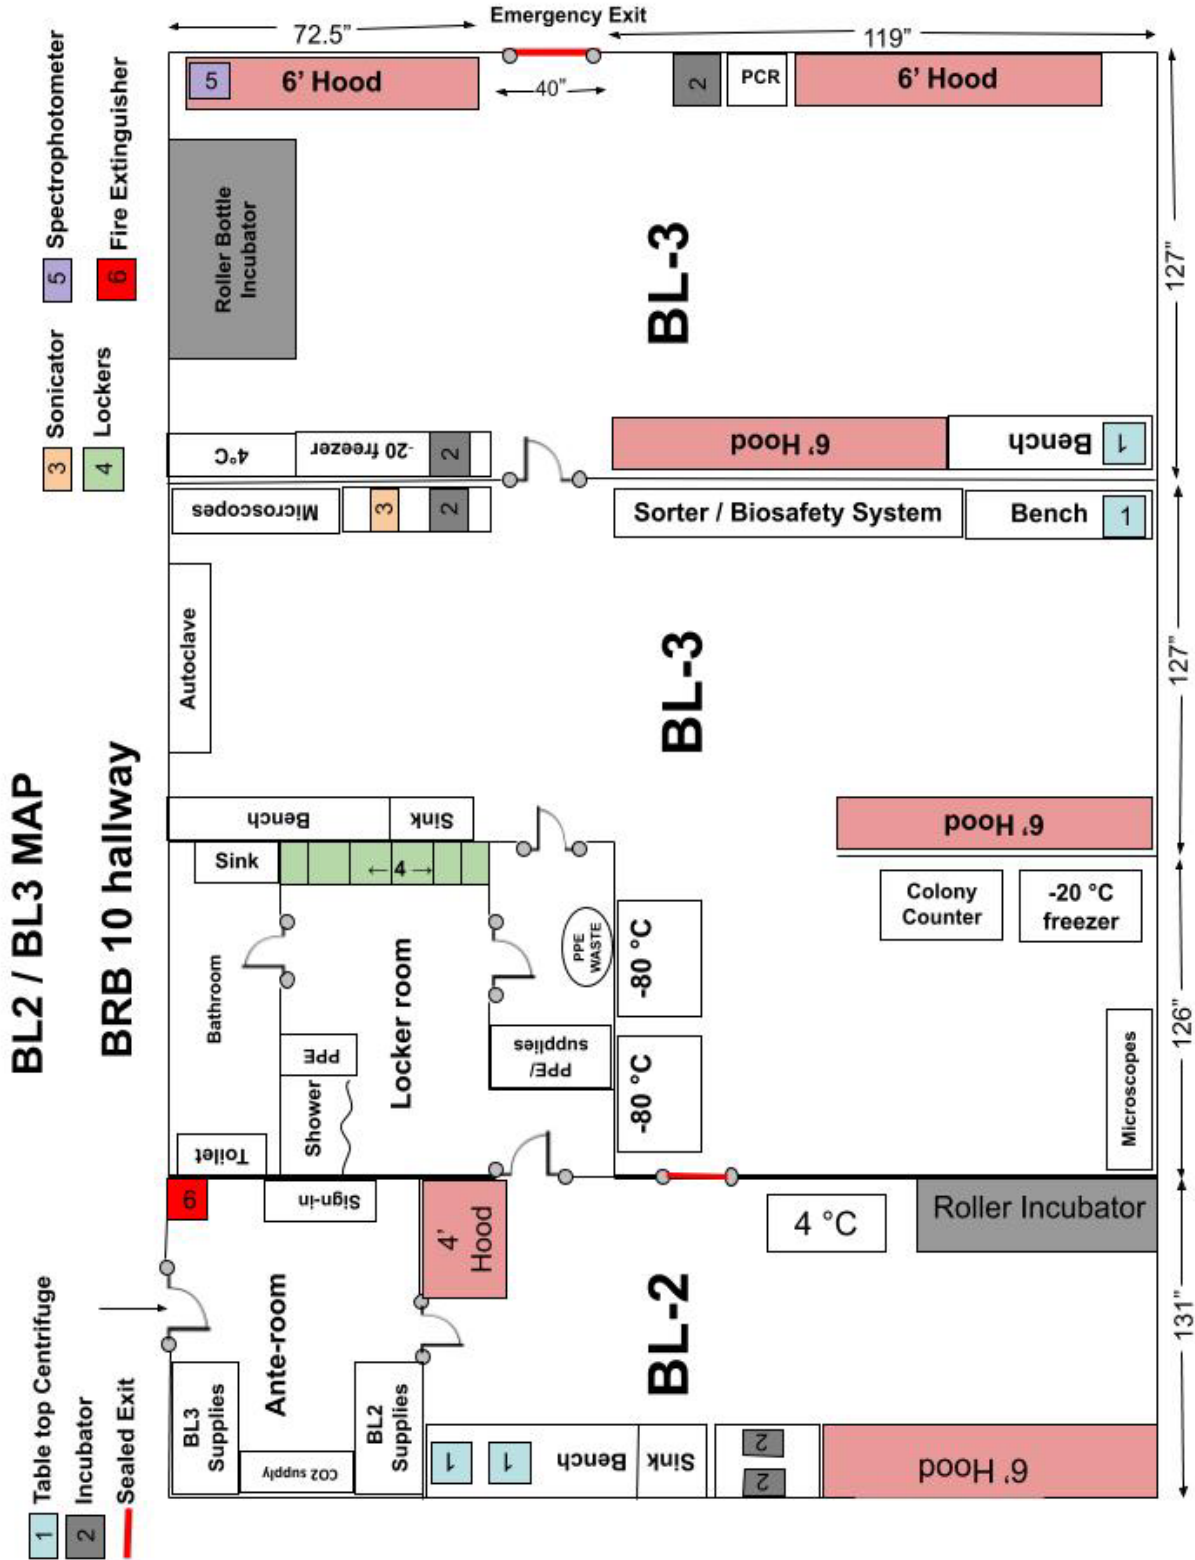 BL2 / BL3 MAP
BRB 10 hallway
1 Table top Centrifuge
2 Incubator
Sealed Exit
3 Sonicator
4 Lockers
5 Spectrophotometer
6 Fire Extinguisher
Emergency Exit
72.5”
40”
119”
5
6’ Hood
2
PCR
6’ Hood
Roller Bottle
Incubator
BL-3
127”
4°C
-20 freezer
2
6’ Hood
Bench
1
Microscopes
3
2
Sorter / Biosafety System
Bench
1
Autoclave
BL-3
127”
Bench
Sink
6’ Hood
Sink
←4→
Colony
Counter
-20 °C
freezer
Bathroom
Locker room
PPE
WASTE
-80 °C
PPE
Shower
PPE/
supplies
-80 °C
126”
Microscopes
Toilet
6
Sign-in
4’
Hood
4 °C
Roller Incubator
Ante-room
BL-2
131”
BL3
Supplies
CO2 supply
BL2
Supplies
1
1
Bench
Sink
2
2
6’ Hood